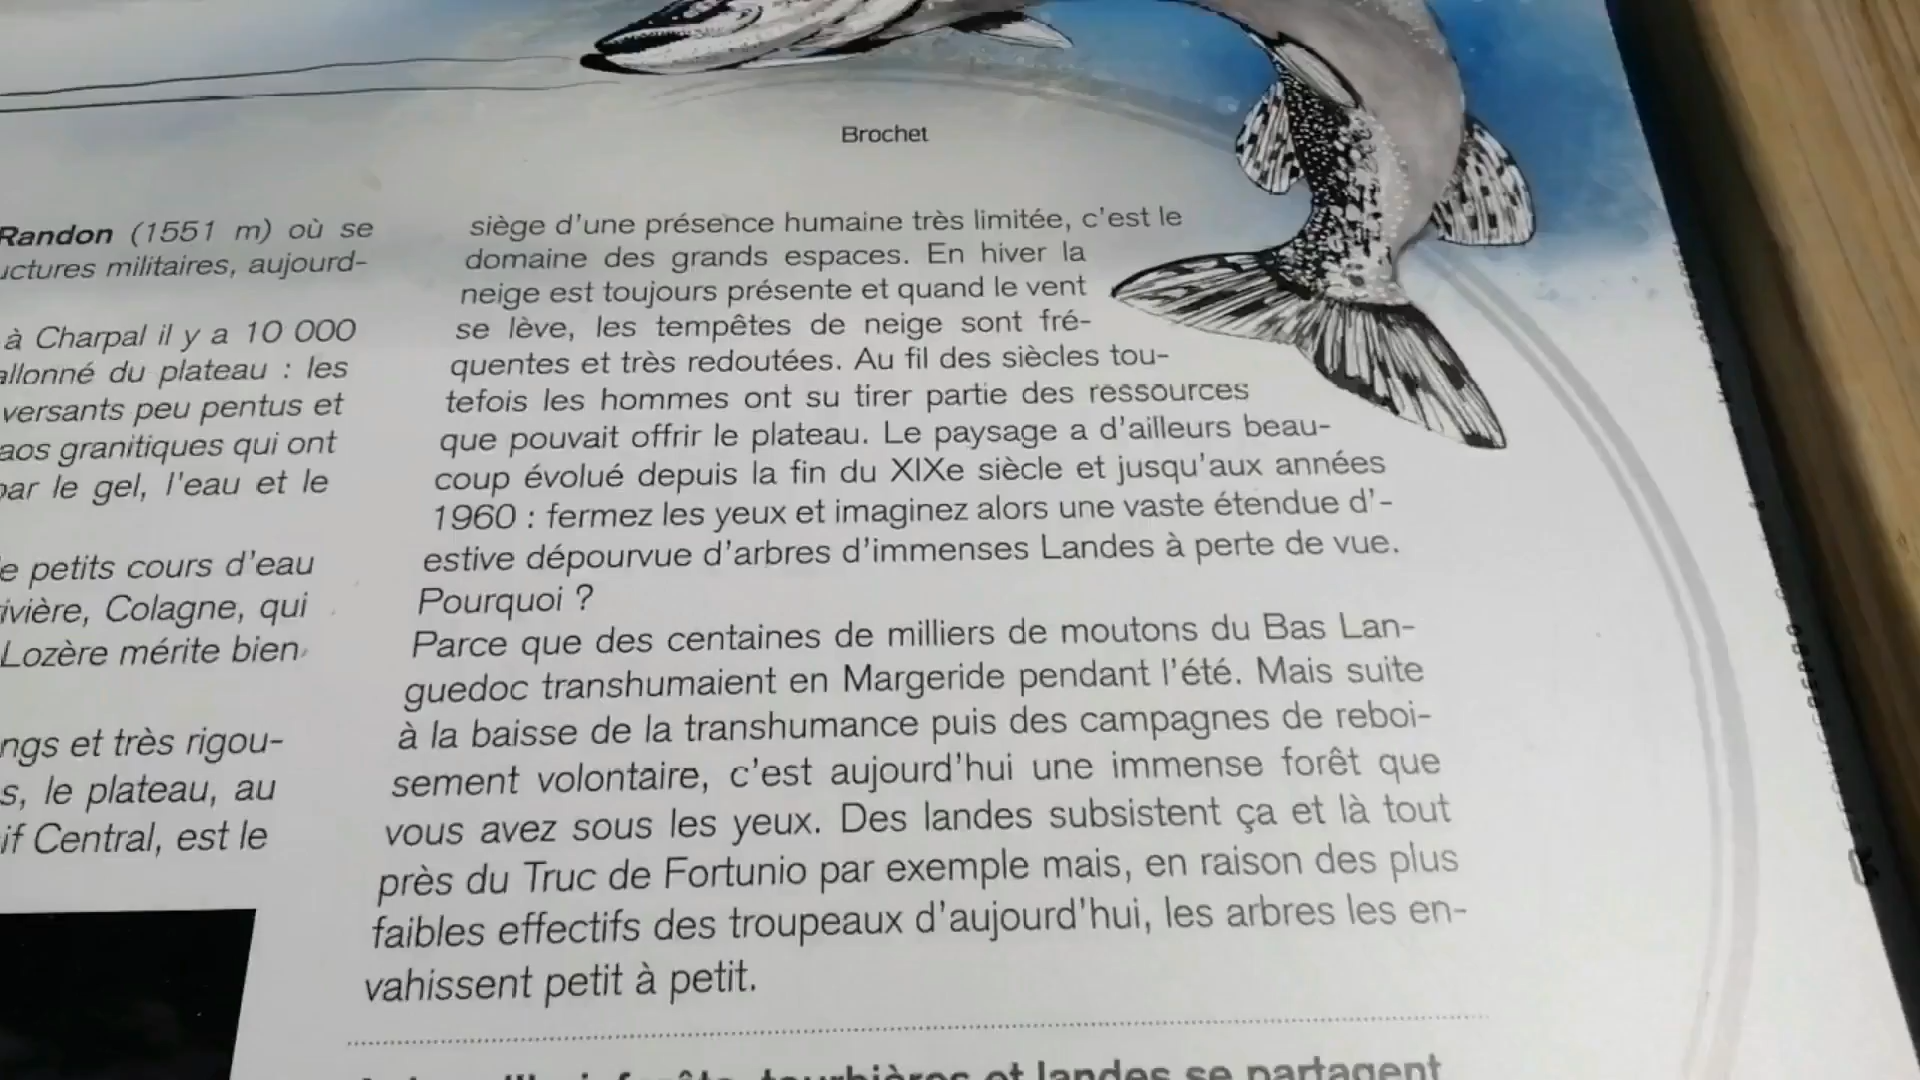 Brochet
Randon (1551 m) où se
uctures militaires, aujourd-
à Charpal il y a 10 000
allonné du plateau : les
versants peu pentus et
aos granitiques qui ont
par le gel, l'eau et le
e petits cours d'eau
ivière, Colagne, qui
Lozère mérite bien
ngs et très rigou-
s, le plateau, au
if Central, est le
siège d'une présence humaine très limitée, c'est le
domaine des grands espaces. En hiver la
neige est toujours présente et quand le vent
se lève, les tempêtes de neige sont fré-
quentes et très redoutées. Au fil des siècles tou-
tefois les hommes ont su tirer partie des ressources
que pouvait offrir le plateau. Le paysage a d'ailleurs beau-
coup évolué depuis la fin du XIXe siècle et jusqu'aux années
1960 : fermez les yeux et imaginez alors une vaste étendue d'-
estive dépourvue d'arbres d'immenses Landes à perte de vue.
Pourquoi ?
Parce que des centaines de milliers de moutons du Bas Lan-
guedoc transhumaient en Margeride pendant l'été. Mais suite
à la baisse de la transhumance puis des campagnes de reboi-
sement volontaire, c'est aujourd'hui une immense forêt que
vous avez sous les yeux. Des landes subsistent ça et là tout
près du Truc de Fortunio par exemple mais, en raison des plus
faibles effectifs des troupeaux d'aujourd'hui, les arbres les en-
vahissent petit à petit.
forêts, tourbières et landes se partagent